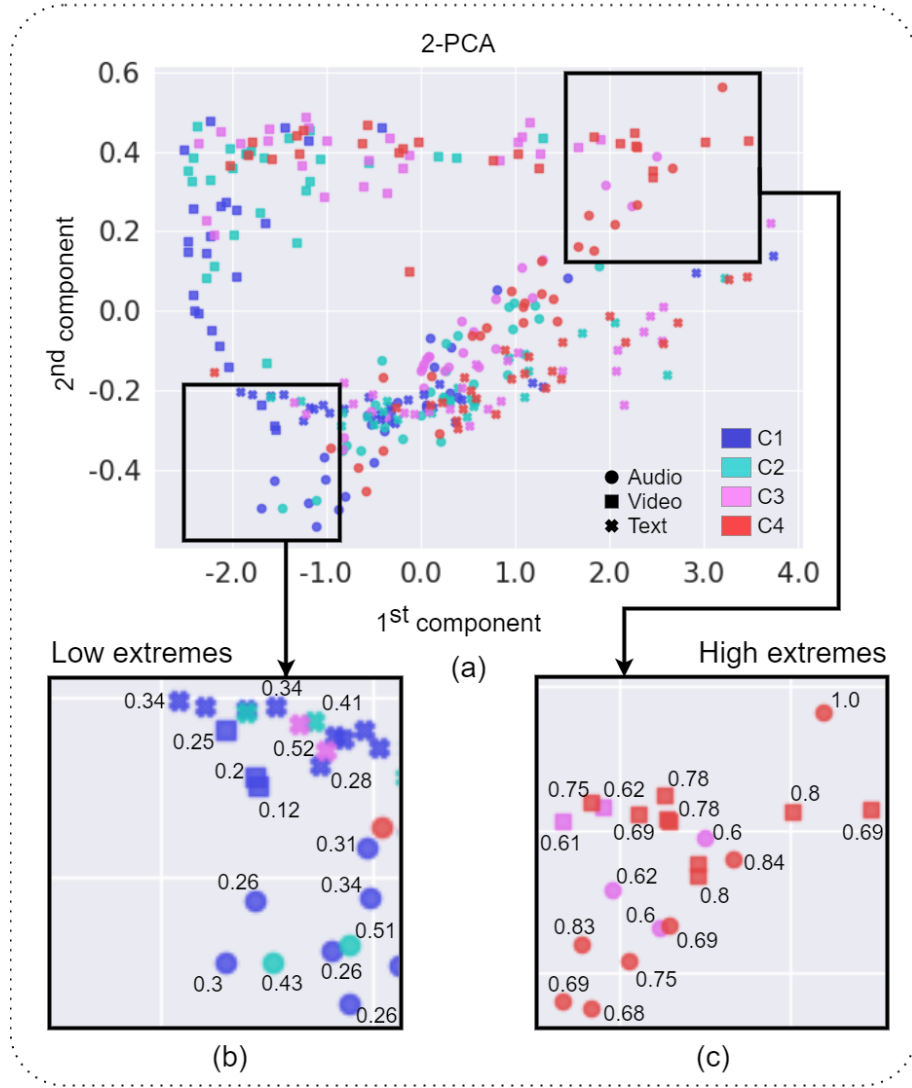 2-PCA
0.6
0.4
0.2
0.0
-0.2
-0.4
2nd component
C1
C2
C3
C4
Audio
Video
Text
-2.0 -1.0 0.0 1.0 2.0 3.0 4.0
1st component
(a)
Low extremes
0.34 0.34
0.41
0.25
0.52
0.2 0.28
0.12
0.31
0.26 0.34
0.51
0.3 0.43 0.26
0.26
(b)
High extremes
1.0
0.75 0.62 0.78
0.8
0.78
0.61 0.69 0.6 0.69
0.84
0.62 0.8
0.6
0.83 0.69
0.75
0.69
0.68
(c)